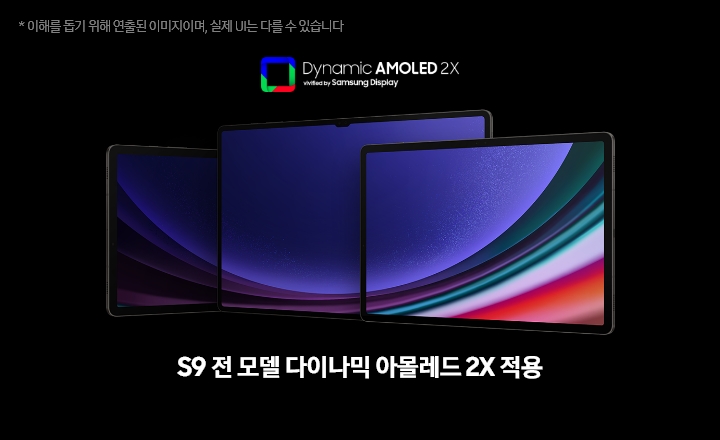 * 이해를 돕기 위해 연출된 이미지이며, 실제 UI는 다를 수 있습니다
Dynamic AMOLED 2X
vivified by Samsung Display
S9 전 모델 다이나믹 아몰레드 2X 적용